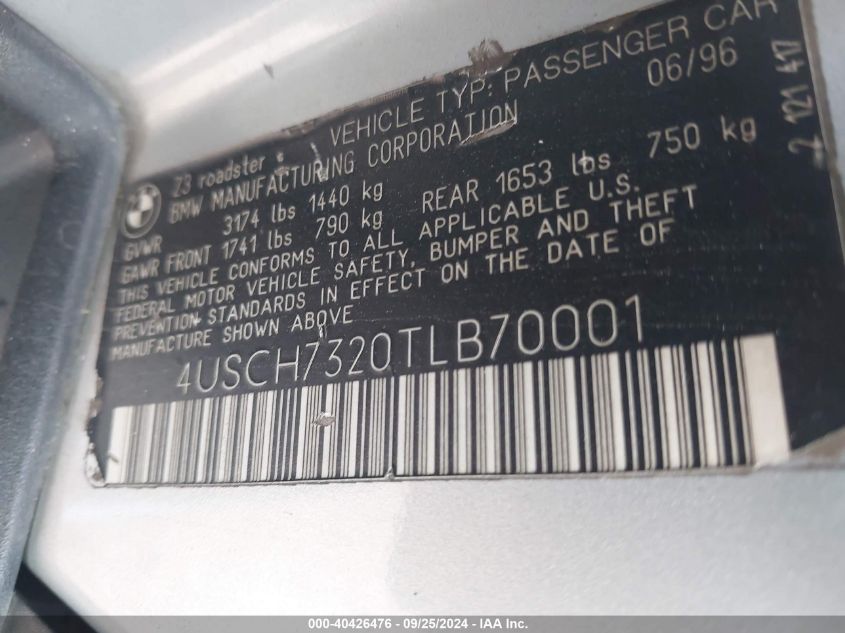 Z3 roadster VEHICLE TYP: PASSENGER CAR
BMW MANUFACTURING CORPORATION 06/96
GVWR 3174 lbs 1440 kg
GAWR FRONT 1741 lbs 790 kg REAR 1653 lbs 750 kg
THIS VEHICLE CONFORMS TO ALL APPLICABLE U.S.
FEDERAL MOTOR VEHICLE SAFETY, BUMPER AND THEFT
PREVENTION STANDARDS IN EFFECT ON THE DATE OF
MANUFACTURE SHOWN ABOVE
4USCH7320TLB70001
121 417
000-40426476 - 09/25/2024 - IAA Inc.